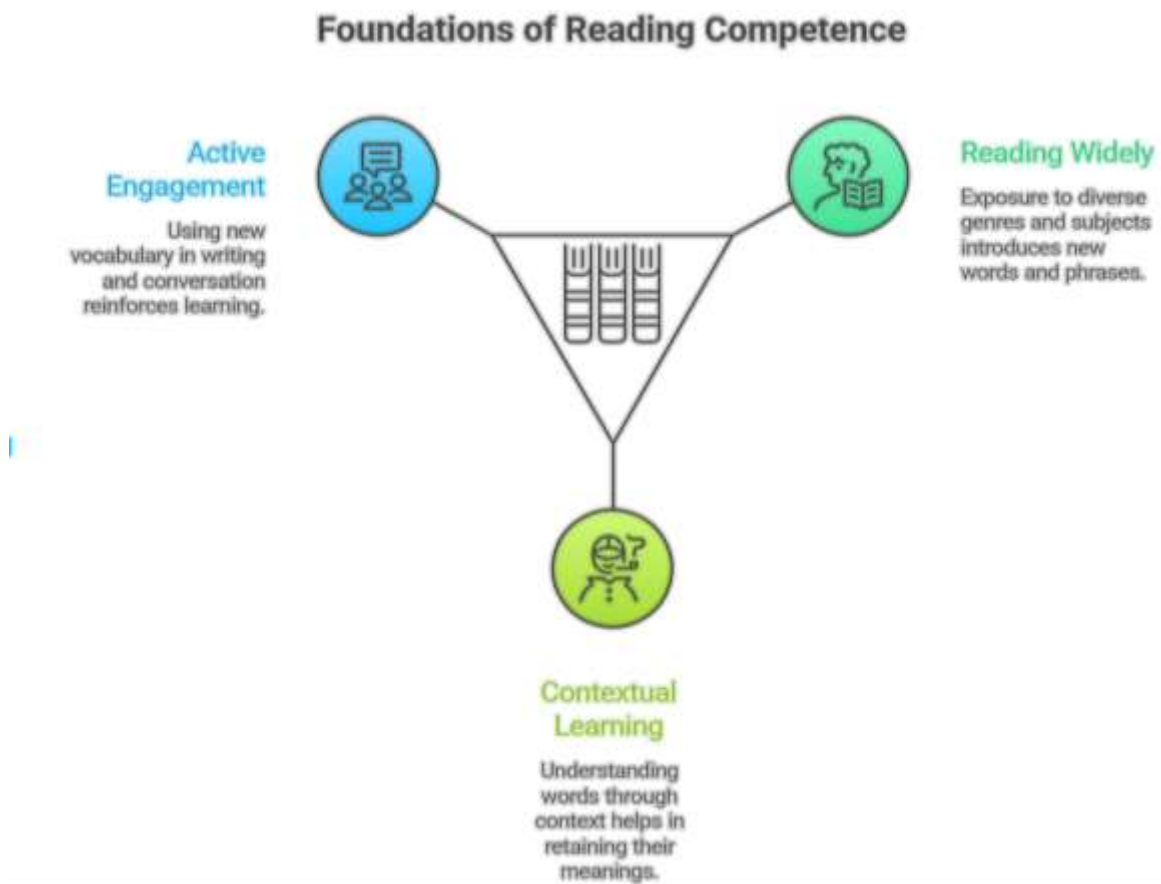 Foundations of Reading Competence
Active
Engagement
Using new
vocabulary in writing
and conversation
reinforces learning.
Reading Widely
Exposure to diverse
genres and subjects
introduces new
words and phrases.
Contextual
Learning
Understanding
words through
context helps in
retaining their
meanings.